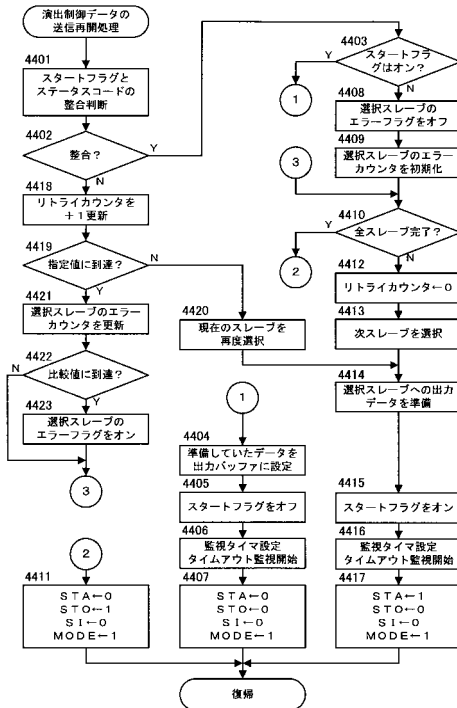 演出制御データの
送信再開処理
4401
スタートフラグと
ステータスコードの
整合判断
4402
整合?
Y
N
4418
リトライカウンタを
+1更新
4419
指定値に到達?
N
Y
4421
選択スレーブのエラー
カウンタを更新
4422
比較値に到達?
N
Y
4423
選択スレーブの
エラーフラグをオン
3
4420
現在のスレーブを
再度選択
4403
スタートフラ
グはオン?
Y
N
1
4408
選択スレーブの
エラーフラグをオフ
4409
選択スレーブのエラー
カウンタを初期化
3
4410
全スレーブ完了?
Y
N
2
4412
リトライカウンタ←0
4413
次スレーブを選択
4414
選択スレーブへの出力
データを準備
4415
スタートフラグをオン
4416
監視タイマ設定
タイムアウト監視開始
4417
STA←1
STO←0
SI←0
MODE←1
1
4404
準備していたデータを
出力バッファに設定
4405
スタートフラグをオフ
4406
監視タイマ設定
タイムアウト監視開始
4407
STA←0
STO←0
SI←0
MODE←1
2
4411
STA←0
STO←1
SI←0
MODE←1
復帰